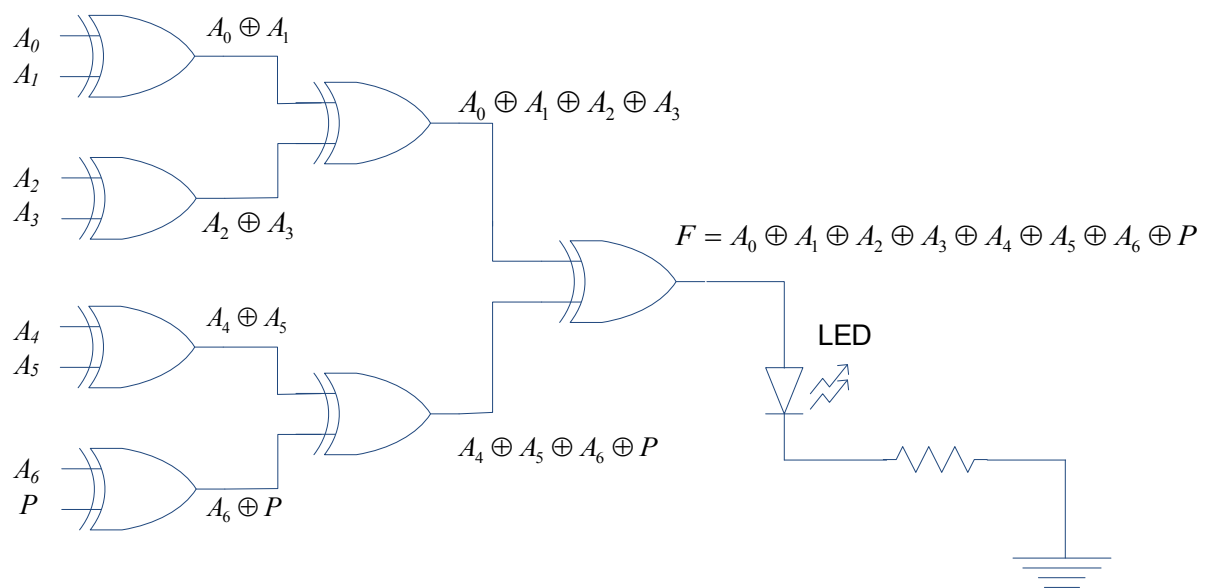 A₀
A₁
A₀ ⊕ A₁
A₀ ⊕ A₁ ⊕ A₂ ⊕ A₃
A₂
A₃
A₂ ⊕ A₃
F = A₀ ⊕ A₁ ⊕ A₂ ⊕ A₃ ⊕ A₄ ⊕ A₅ ⊕ A₆ ⊕ P
A₄
A₅
A₄ ⊕ A₅
LED
A₄ ⊕ A₅ ⊕ A₆ ⊕ P
A₆
P
A₆ ⊕ P